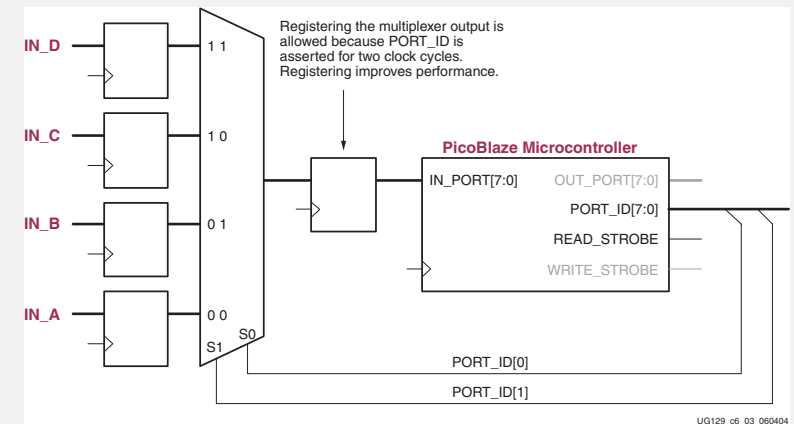 Registering the multiplexer output is
allowed because PORT_ID is
asserted for two clock cycles.
Registering improves performance.
IN_D
1 1
IN_C
1 0
IN_B
0 1
IN_A
0 0
S1
S0
PicoBlaze Microcontroller
IN_PORT[7:0]
OUT_PORT[7:0]
PORT_ID[7:0]
READ_STROBE
WRITE_STROBE
PORT_ID[0]
PORT_ID[1]
UG129_c6_03_060404